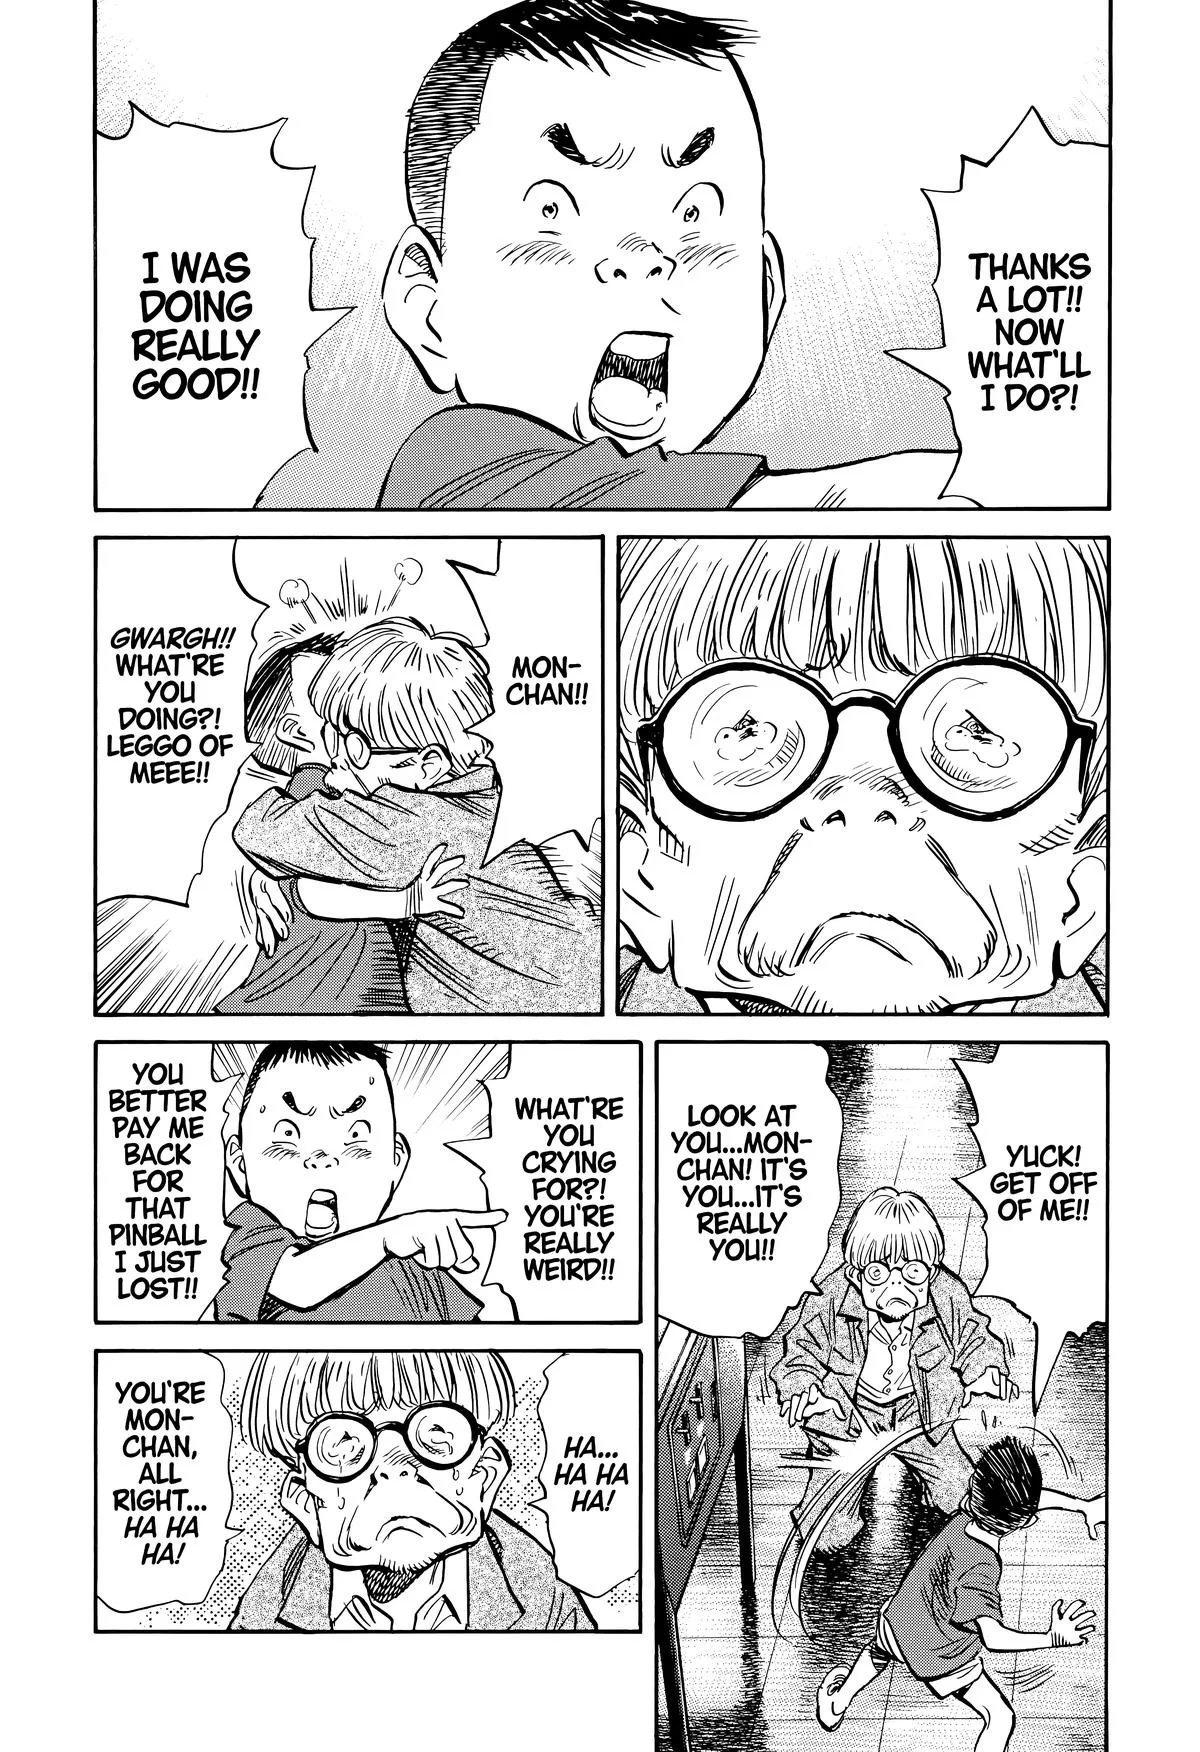 THANKS
A LOT!!
NOW
WHAT'LL
I DO?!
I WAS
DOING
REALLY
GOOD!!
MON-
CHAN!!
GWARGH!!
WHAT'RE
YOU
DOING?!
LEGGO OF
MEEE!!
YUCK!
GET OFF
OF ME!!
LOOK AT
YOU...MON-
CHAN! IT'S
YOU...IT'S
REALLY
YOU!!
WHAT'RE
YOU
CRYING
FOR?!
YOU'RE
REALLY
WEIRD!!
YOU
BETTER
PAY ME
BACK
FOR
THAT
PINBALL
I JUST
LOST!!
HA...
HA HA
HA!
YOU'RE
MON-
CHAN,
ALL
RIGHT...
HA HA
HA!